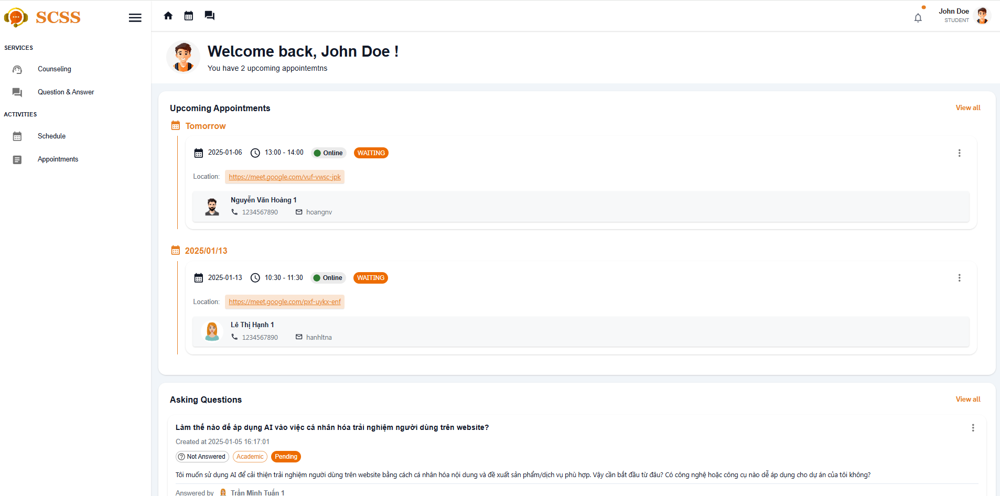 SCSS
John Doe
STUDENT
SERVICES
Counseling
Question & Answer
ACTIVITIES
Schedule
Appointments
Welcome back, John Doe !
You have 2 upcoming appointemtns
Upcoming Appointments
View all
Tomorrow
2025-01-06 13:00 - 14:00 Online WAITING
Location: https://meet.google.com/vuf-vwsc-jpk
Nguyễn Văn Hoàng 1
1234567890 hoangnv
2025/01/13
2025-01-13 10:30 - 11:30 Online WAITING
Location: https://meet.google.com/pxf-uykx-enf
Lê Thị Hạnh 1
1234567890 hanhltna
Asking Questions
View all
Làm thế nào để áp dụng AI vào việc cá nhân hóa trải nghiệm người dùng trên website?
Created at 2025-01-05 16:17:01
Not Answered Academic Pending
Tôi muốn sử dụng AI để cải thiện trải nghiệm người dùng trên website bằng cách cá nhân hóa nội dung và đề xuất sản phẩm/dịch vụ phù hợp. Vậy cần bắt đầu từ đâu? Có công nghệ hoặc công cụ nào dễ áp dụng cho dự án của tôi không?
Answered by Trần Minh Tuấn 1